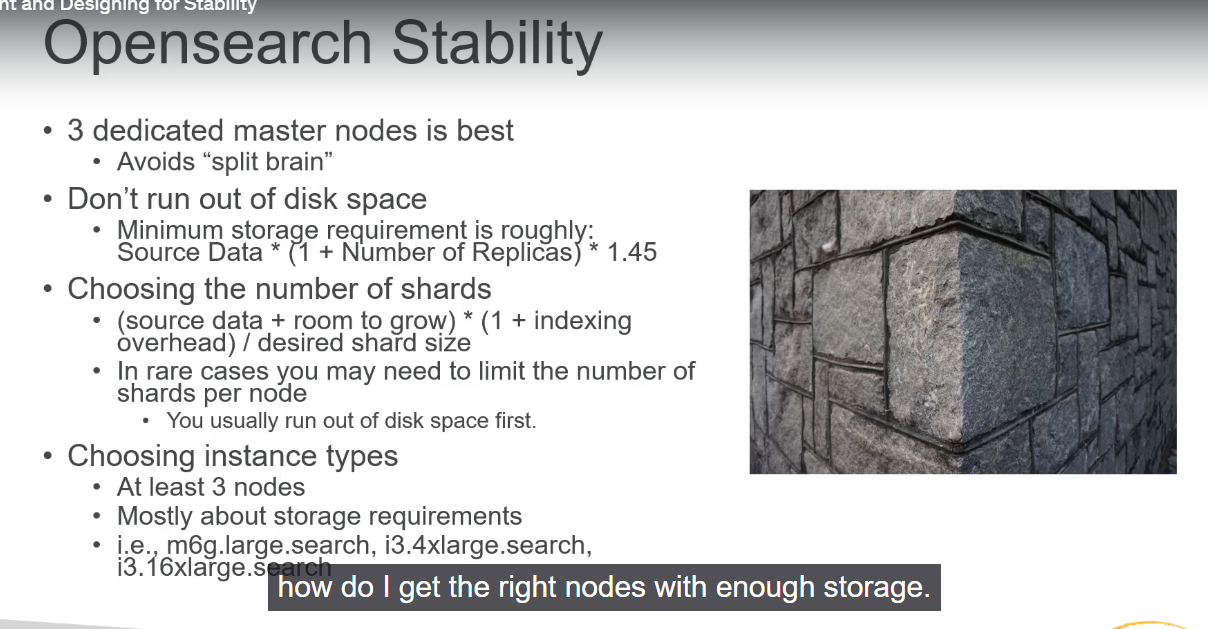 nt and Designing for Stability
Opensearch Stability
• 3 dedicated master nodes is best
• Avoids “split brain”
• Don’t run out of disk space
• Minimum storage requirement is roughly:
Source Data * (1 + Number of Replicas) * 1.45
• Choosing the number of shards
• (source data + room to grow) * (1 + indexing
overhead) / desired shard size
• In rare cases you may need to limit the number of
shards per node
• You usually run out of disk space first.
• Choosing instance types
• At least 3 nodes
• Mostly about storage requirements
• i.e., m6g.large.search, i3.4xlarge.search,
i3.16xlarge.search
how do I get the right nodes with enough storage.